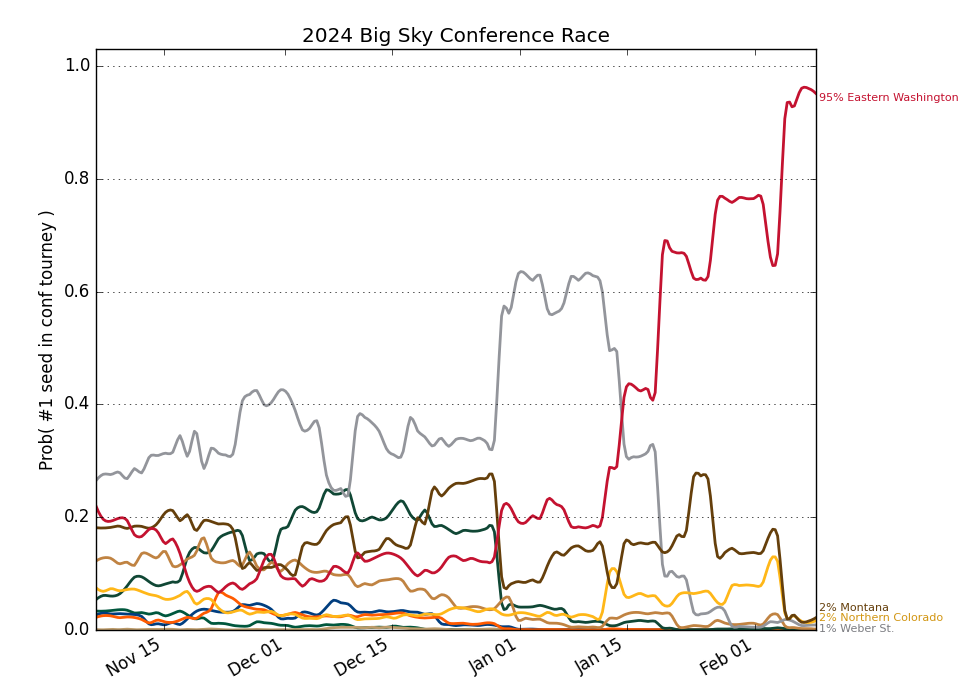 2024 Big Sky Conference Race
Prob( #1 seed in conf tourney )
1.0
0.8
0.6
0.4
0.2
0.0
Nov 15
Dec 01
Dec 15
Jan 01
Jan 15
Feb 01
95% Eastern Washington
2% Montana
2% Northern Colorado
1% Weber St.